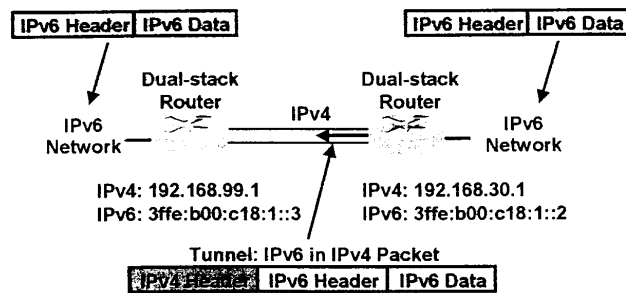 IPv6 Header IPv6 Data
IPv6 Header IPv6 Data
Dual-stack
Router
Dual-stack
Router
IPv4
IPv6
Network
IPv6
Network
IPv4: 192.168.99.1
IPv6: 3ffe:b00:c18:1::3
IPv4: 192.168.30.1
IPv6: 3ffe:b00:c18:1::2
Tunnel: IPv6 in IPv4 Packet
IPv4 Header IPv6 Header IPv6 Data